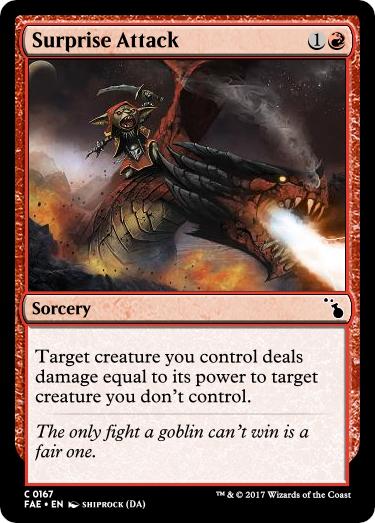 Surprise Attack 1
Sorcery
Target creature you control deals
damage equal to its power to target
creature you don't control.
The only fight a goblin can't win is a
fair one.
C 0167
FAE • EN SHIPROCK (DA)
™ & © 2017 Wizards of the Coast